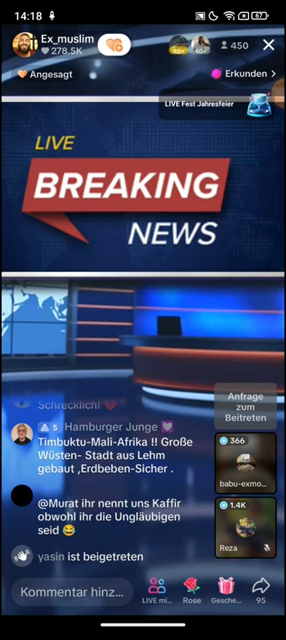 14:18
67
Ex_muslim
278.5K
40+
40+
450
Angesagt
Erkunden >
LIVE Fest Jahresfeier
LIVE
BREAKING
NEWS
Schrecklich!
Anfrage
zum
Beitreten
5 Hamburger Junge
Timbuktu-Mali-Afrika !! Große
Wüsten- Stadt aus Lehm
gebaut ,Erdbeben-Sicher .
366
babu-exmo...
@Murat ihr nennt uns Kaffir
obwohl ihr die Ungläubigen
seid 😂
1.4K
Reza
yasin ist beigetreten
Kommentar hinz...
LIVE mi...
Rose
Gesche...
95